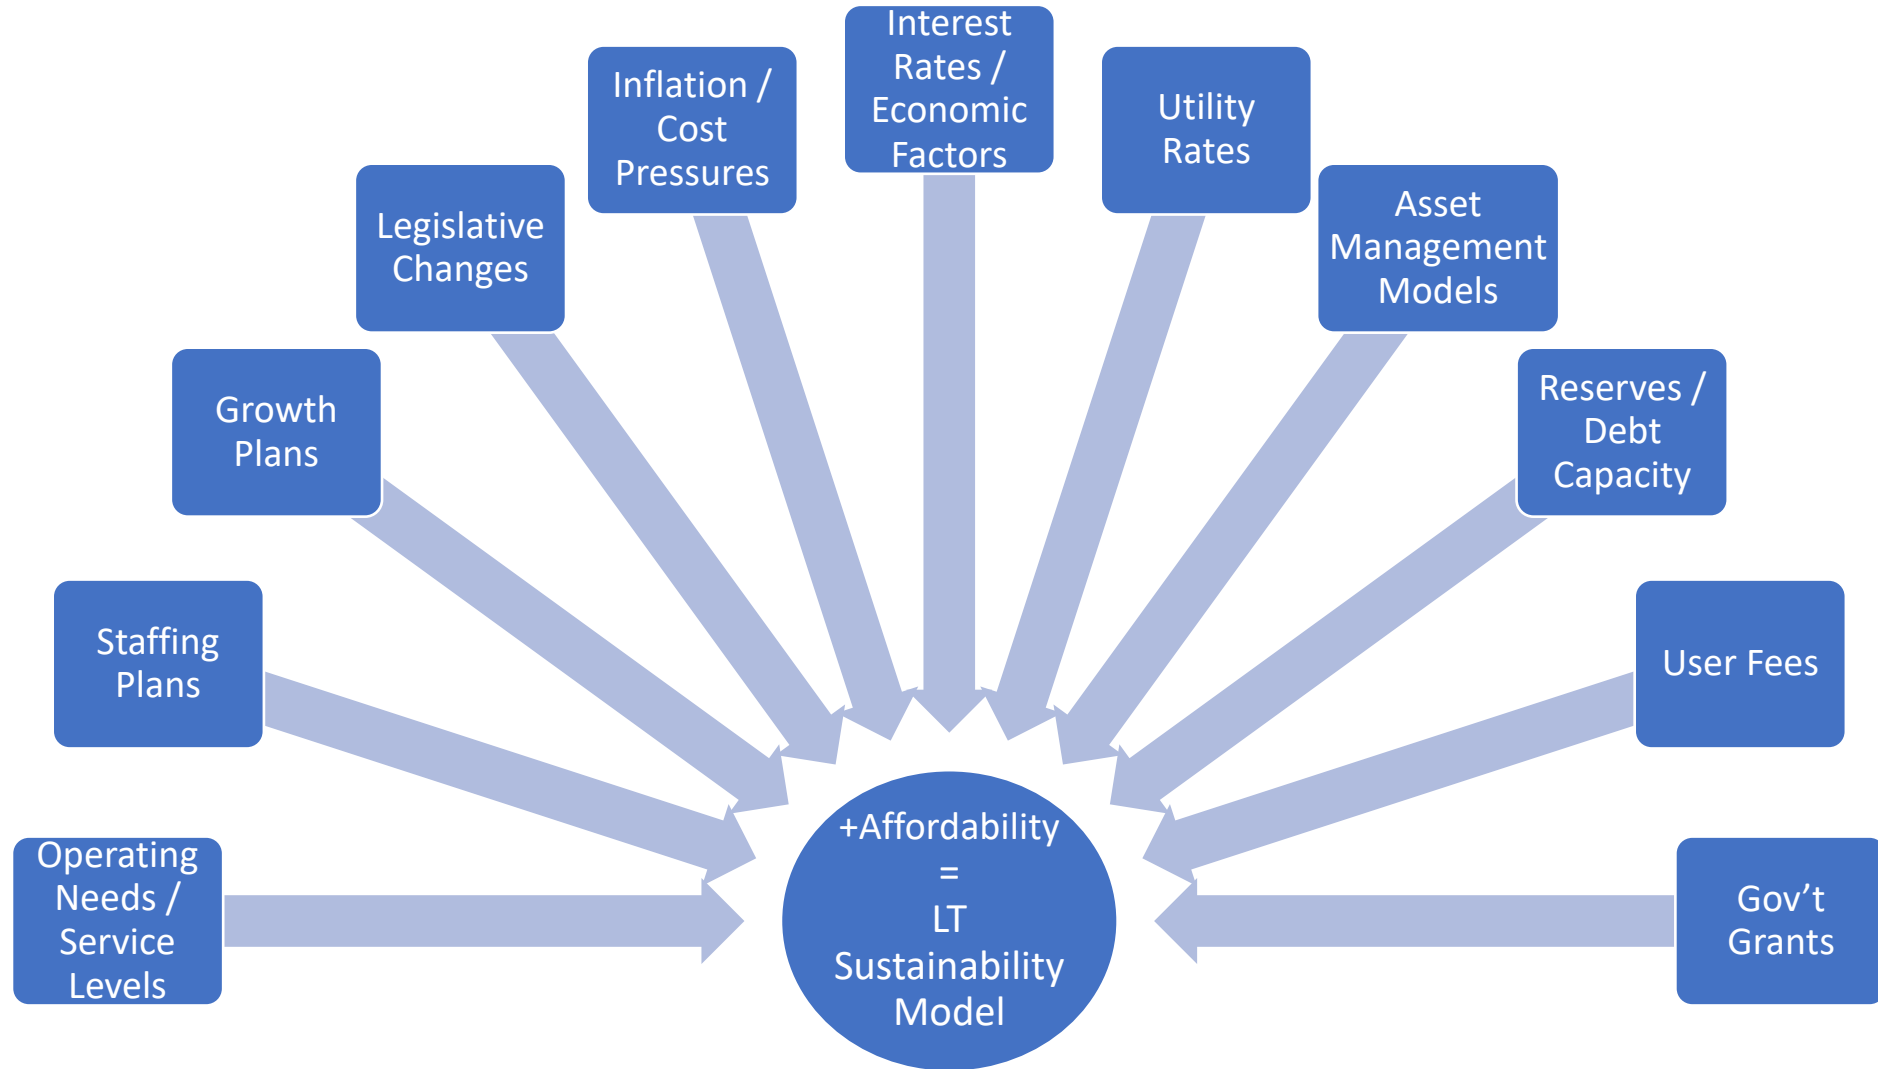 Operating
Needs /
Service
Levels
Staffing
Plans
Growth
Plans
Legislative
Changes
Inflation /
Cost
Pressures
Interest
Rates /
Economic
Factors
Utility
Rates
Asset
Management
Models
Reserves /
Debt
Capacity
User Fees
Gov’t
Grants
+Affordability
=
LT
Sustainability
Model